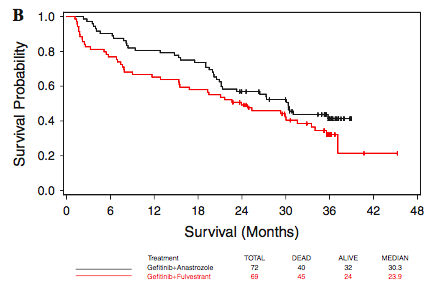 B
Survival Probability
1.0
0.8
0.6
0.4
0.2
0.0
0 6 12 18 24 30 36 42 48
Survival (Months)
Treatment TOTAL DEAD ALIVE MEDIAN
Gefitinib+Anastrozole 72 40 32 30.3
Gefitinib+Fulvestrant 69 45 24 23.9